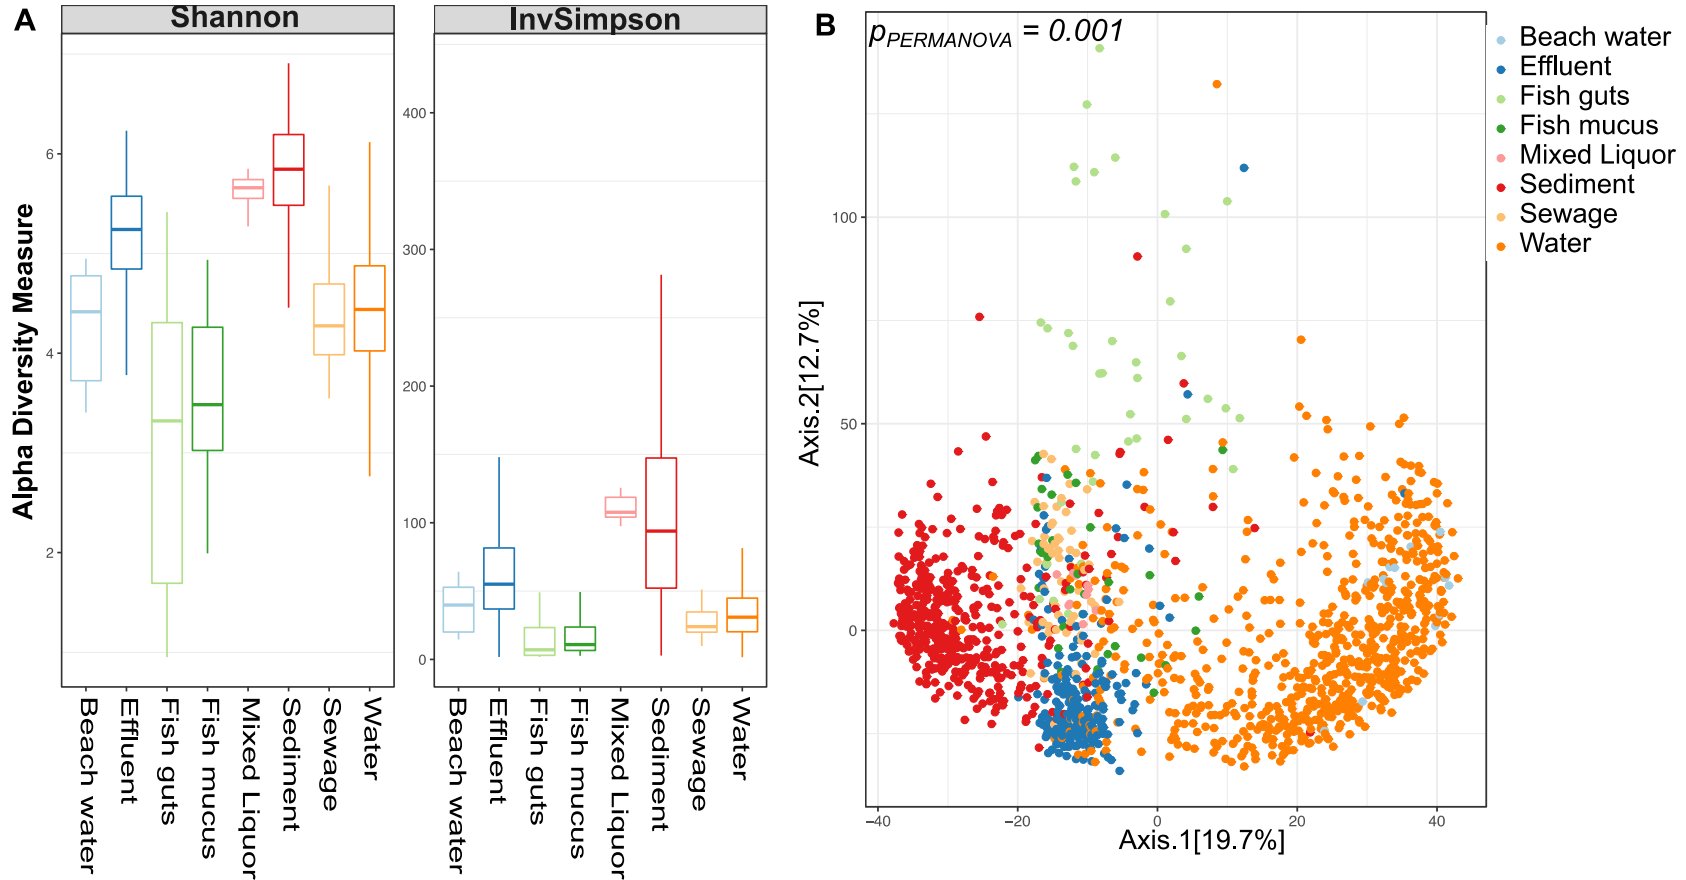 A
Shannon
InvSimpson
Alpha Diversity Measure
6
4
2
400
300
200
100
0
Beach water
Effluent
Fish guts
Fish mucus
Mixed Liquor
Sediment
Sewage
Water
Beach water
Effluent
Fish guts
Fish mucus
Mixed Liquor
Sediment
Sewage
Water
B
pPERMANOVA = 0.001
Axis.2[12.7%]
100
50
0
−40
−20
0
20
40
Axis.1[19.7%]
Beach water
Effluent
Fish guts
Fish mucus
Mixed Liquor
Sediment
Sewage
Water